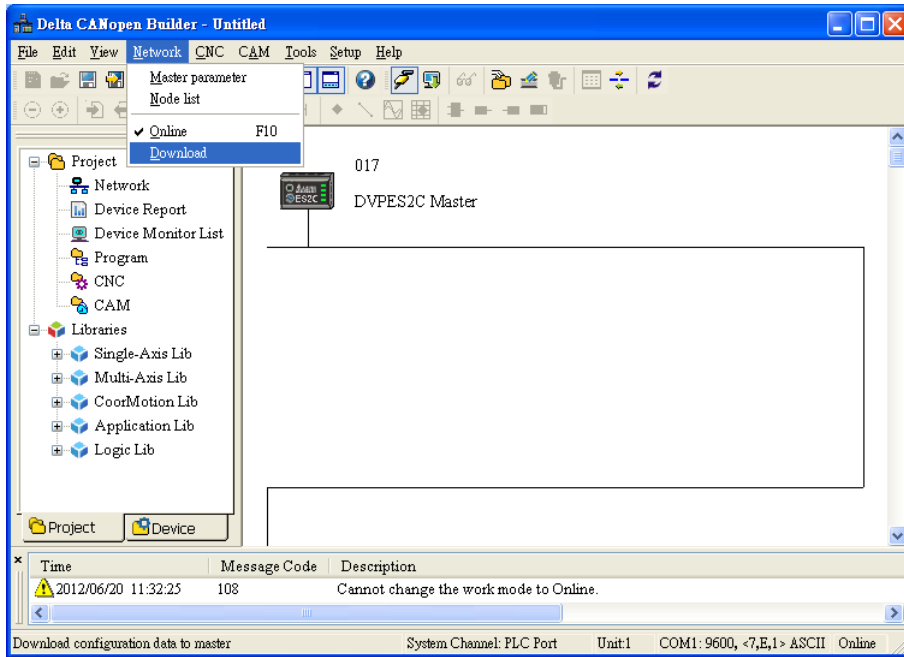 Delta CANopen Builder - Untitled
File Edit View Network CNC CAM Tools Setup Help
Master parameter
Node list
Online F10
Download
Project
Network
Device Report
Device Monitor List
Program
CNC
CAM
Libraries
Single-Axis Lib
Multi-Axis Lib
CoorMotion Lib
Application Lib
Logic Lib
Project Device
017
ES2C
DVPES2C Master
Time Message Code Description
2012/06/20 11:32:25 108 Cannot change the work mode to Online.
Download configuration data to master System Channel: PLC Port Unit:1 COM1: 9600, <7,E,1> ASCII Online